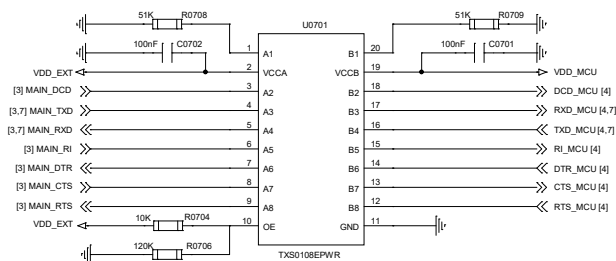 51K R0708 U0701 51K R0709
100nF C0702 1 A1 B1 20 100nF C0701
VDD_EXT 2 VCCA VCCB 19 VDD_MCU
[3] MAIN_DCD 3 A2 B2 18 DCD_MCU [4]
[3,7] MAIN_TXD 4 A3 B3 17 RXD_MCU [4,7]
[3,7] MAIN_RXD 5 A4 B4 16 TXD_MCU[4,7]
[3] MAIN_RI 6 A5 B5 15 RI_MCU [4]
[3] MAIN_DTR 7 A6 B6 14 DTR_MCU [4]
[3] MAIN_CTS 8 A7 B7 13 CTS_MCU [4]
[3] MAIN_RTS 9 A8 B8 12 RTS_MCU [4]
VDD_EXT 10K R0704 10 OE GND 11
120K R0706
TXS0108EPWR